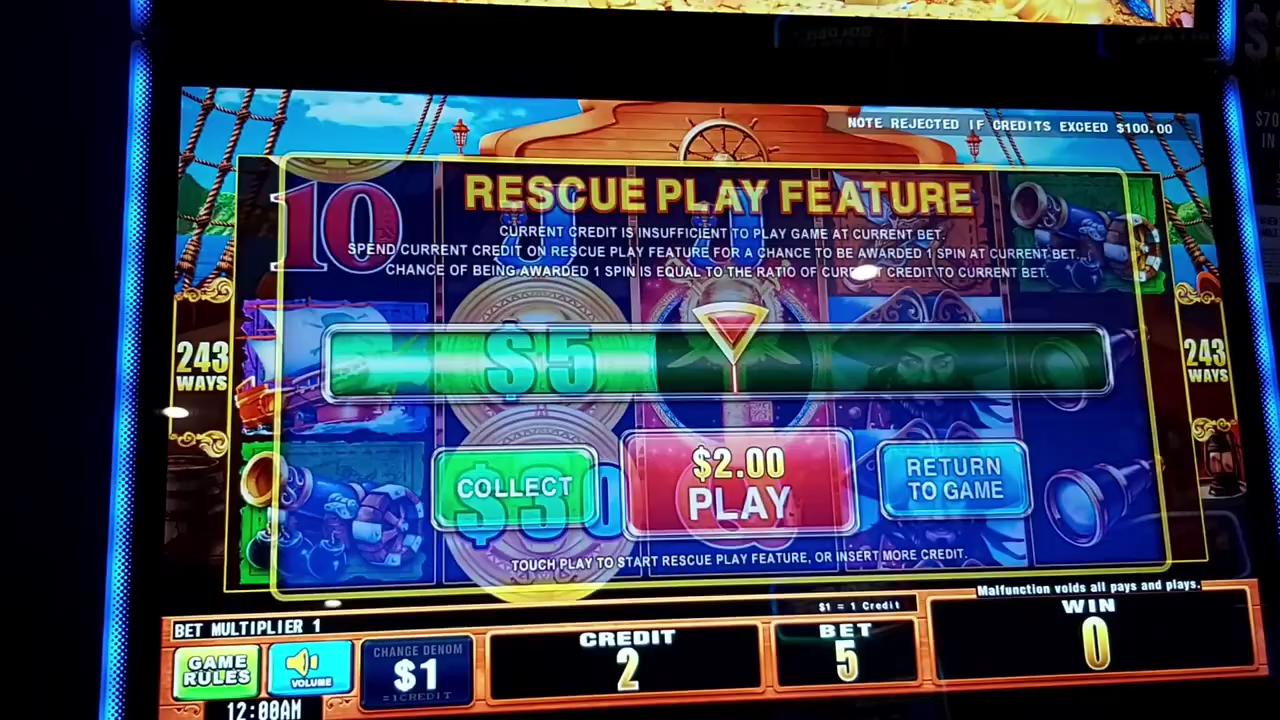 NOTE REJECTED IF CREDITS EXCEED $100.00
10
RESCUE PLAY FEATURE
CURRENT CREDIT IS INSUFFICIENT TO PLAY GAME AT CURRENT BET.
SPEND CURRENT CREDIT ON RESCUE PLAY FEATURE FOR A CHANCE TO BE AWARDED 1 SPIN AT CURRENT BET.
CHANCE OF BEING AWARDED 1 SPIN IS EQUAL TO THE RATIO OF CURRENT CREDIT TO CURRENT BET.
243
WAYS
$5
243
WAYS
COLLECT
$30
$2.00
PLAY
RETURN
TO GAME
TOUCH PLAY TO START RESCUE PLAY FEATURE, OR INSERT MORE CREDIT.
Malfunction voids all pays and plays.
BET MULTIPLIER 1
$1 = 1 Credit
GAME
RULES
VOLUME
CHANGE DENOM
$1
=1CREDIT
CREDIT
2
BET
5
WIN
0
12:00AM